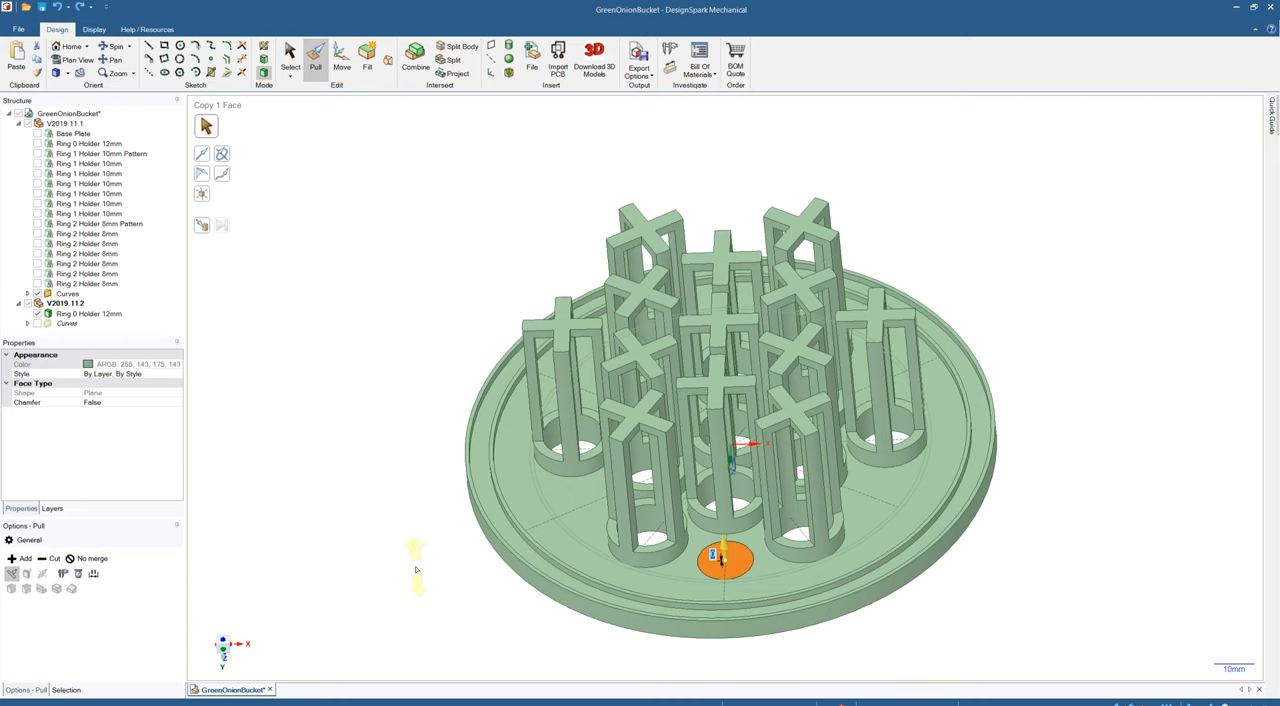 GreenOnionBucket - DesignSpark Mechanical
File
Design
Display
Help / Resources
Paste
Home
Spin
Plan View
Pan
Zoom
Select
Pull
Move
Fill
Combine
Split Body
Split
Project
File
Import PCB
Download 3D Models
Export Options
Bill Of Materials
BOM Quote
Clipboard
Orient
Sketch
Mode
Edit
Intersect
Insert
Output
Investigate
Order
Structure
GreenOnionBucket*
V2019.11.1
Base Plate
Ring 0 Holder 12mm
Ring 1 Holder 10mm Pattern
Ring 1 Holder 8mm
Ring 1 Holder 8mm
Ring 1 Holder 8mm
Ring 1 Holder 8mm
Ring 1 Holder 8mm
Ring 1 Holder 8mm
Ring 2 Holder 8mm Pattern
Ring 2 Holder 8mm
Ring 2 Holder 8mm
Ring 2 Holder 8mm
Ring 2 Holder 8mm
Ring 2 Holder 8mm
Ring 2 Holder 8mm
Curves
V2019.11.2
Ring 0 Holder 12mm
Curves
Properties
Appearance
Color ARGB: 255, 143, 175, 143
Style By Layer, By Style
Face Type
Shape Plane
Chamfer False
Properties Layers
Options - Pull
General
Add Cut No merge
Options - Pull Selection
Copy 1 Face
Quick Guide
X
Z
X
Z
Y
10mm
GreenOnionBucket*